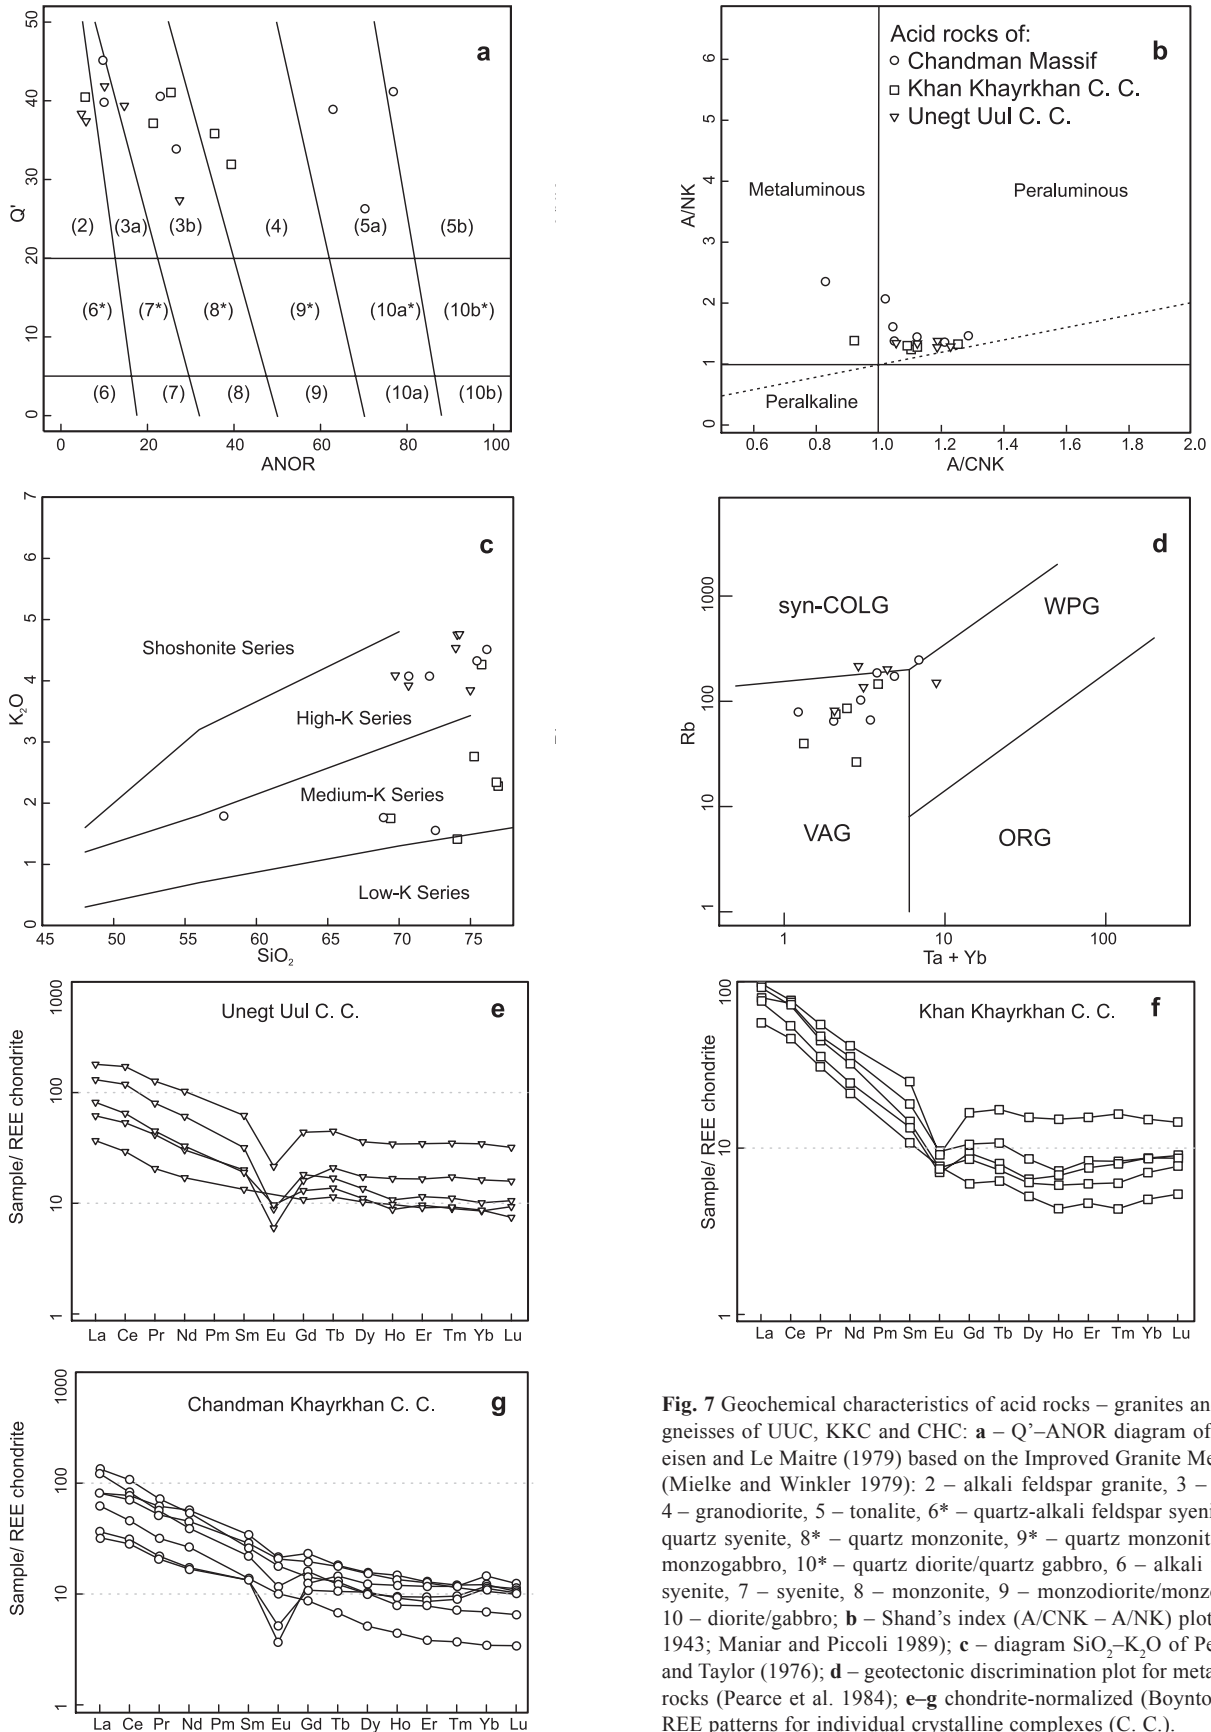 a
Q'
50
40
30
20
10
0
(2) (3a) (3b) (4) (5a) (5b)
(6*) (7*) (8*) (9*) (10a*) (10b*)
(6) (7) (8) (9) (10a) (10b)
0 20 40 60 80 100
ANOR
b
Acid rocks of:
Chandman Massif
Khan Khayrkhan C. C.
Unegt Uul C. C.
A/NK
6
5
4
3
2
1
0
Metaluminous
Peraluminous
Peralkaline
0.6 0.8 1.0 1.2 1.4 1.6 1.8 2.0
A/CNK
c
K₂O
7
6
5
4
3
2
1
0
Shoshonite Series
High-K Series
Medium-K Series
Low-K Series
45 50 55 60 65 70 75
SiO₂
d
Rb
1000
100
10
1
syn-COLG
WPG
VAG
ORG
1 10 100
Ta + Yb
Unegt Uul C. C.
e
Sample/ REE chondrite
1000
100
10
1
La Ce Pr Nd Pm Sm Eu Gd Tb Dy Ho Er Tm Yb Lu
Khan Khayrkhan C. C.
f
Sample/ REE chondrite
100
10
1
La Ce Pr Nd Pm Sm Eu Gd Tb Dy Ho Er Tm Yb Lu
Chandman Khayrkhan C. C.
g
Sample/ REE chondrite
1000
100
10
1
La Ce Pr Nd Pm Sm Eu Gd Tb Dy Ho Er Tm Yb Lu
Fig. 7 Geochemical characteristics of acid rocks – granites an
gneisses of UUC, KKC and CHC: a – Q’–ANOR diagram of
eisen and Le Maitre (1979) based on the Improved Granite Me
(Mielke and Winkler 1979): 2 – alkali feldspar granite, 3 –
4 – granodiorite, 5 – tonalite, 6* – quartz-alkali feldspar syeni
quartz syenite, 8* – quartz monzonite, 9* – quartz monzonit
monzogabbro, 10* – quartz diorite/quartz gabbro, 6 – alkali
syenite, 7 – syenite, 8 – monzonite, 9 – monzodiorite/monz
10 – diorite/gabbro; b – Shand’s index (A/CNK – A/NK) plot
1943; Maniar and Piccoli 1989); c – diagram SiO₂–K₂O of Pe
and Taylor (1976); d – geotectonic discrimination plot for meta
rocks (Pearce et al. 1984); e–g chondrite-normalized (Boynto
REE patterns for individual crystalline complexes (C. C.).